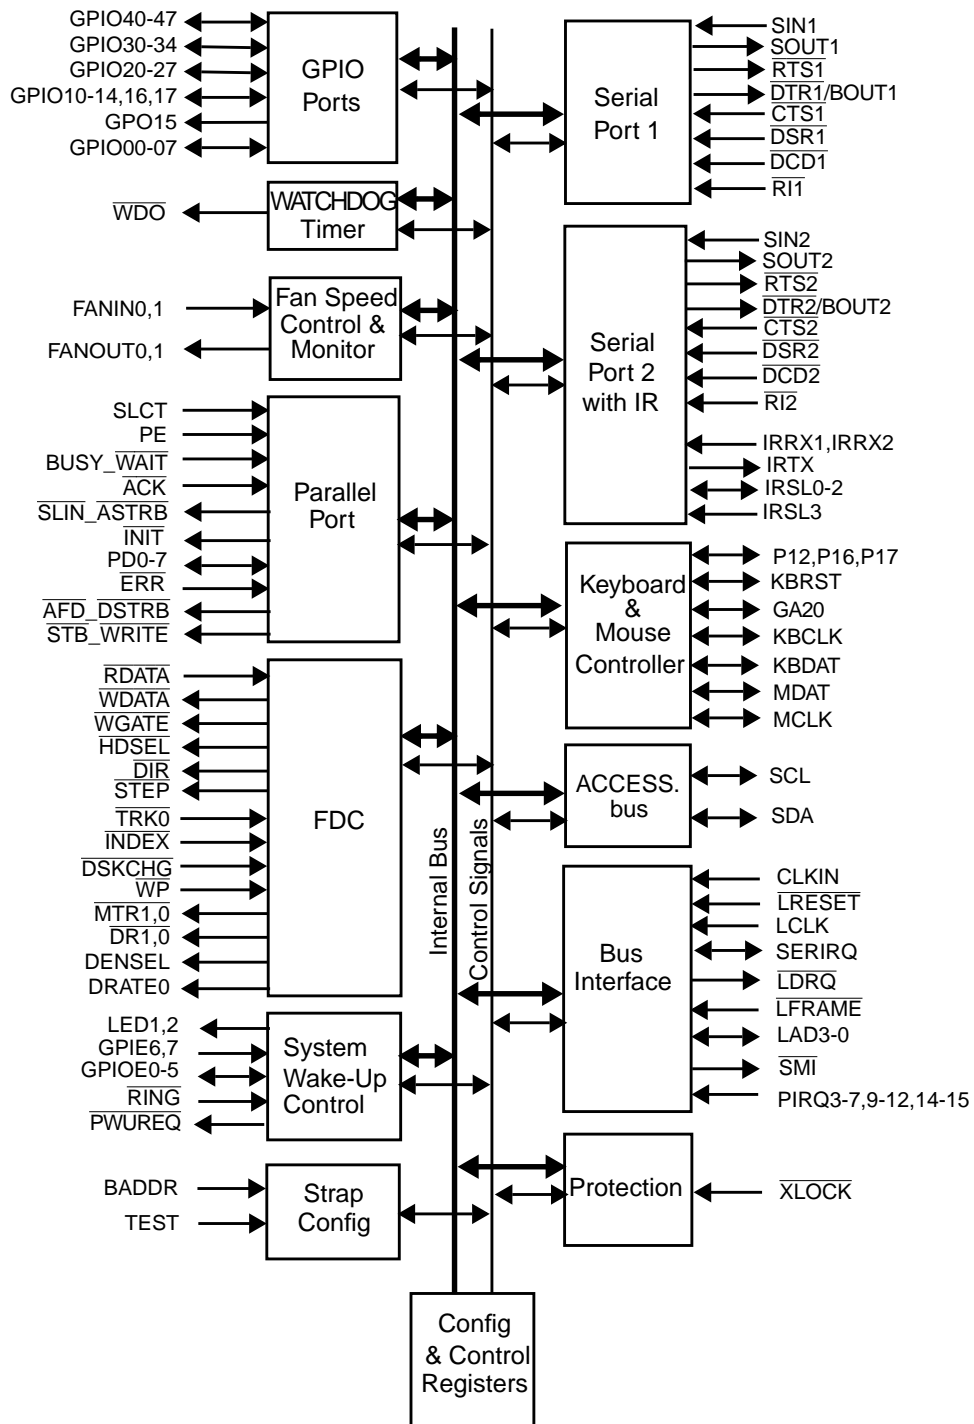 GPIO40-47
GPIO30-34
GPIO20-27
GPIO10-14,16,17
GPO15
GPIO00-07
GPIO
Ports
WDO
WATCHDOG
Timer
FANIN0,1
FANOUT0,1
Fan Speed
Control &
Monitor
SLCT
PE
BUSY_WAIT
ACK
SLIN_ASTRB
INIT
PD0-7
ERR
AFD_DSTRB
STB_WRITE
Parallel
Port
RDATA
WDATA
WGATE
HDSEL
DIR
STEP
TRK0
INDEX
DSKCHG
WP
MTR1,0
DR1,0
DENSEL
DRATE0
FDC
LED1,2
GPIE6,7
GPIOE0-5
RING
PWUREQ
System
Wake-Up
Control
BADDR
TEST
Strap
Config
Internal Bus
Control Signals
Serial
Port 1
SIN1
SOUT1
RTS1
DTR1/BOUT1
CTS1
DSR1
DCD1
RI1
Serial
Port 2
with IR
SIN2
SOUT2
RTS2
DTR2/BOUT2
CTS2
DSR2
DCD2
RI2
IRRX1,IRRX2
IRTX
IRSL0-2
IRSL3
Keyboard
&
Mouse
Controller
P12,P16,P17
KBRST
GA20
KBCLK
KBDAT
MDAT
MCLK
ACCESS.
bus
SCL
SDA
Bus
Interface
CLKIN
LRESET
LCLK
SERIRQ
LDRQ
LFRAME
LAD3-0
SMI
PIRQ3-7,9-12,14-15
Protection
XLOCK
Config
& Control
Registers